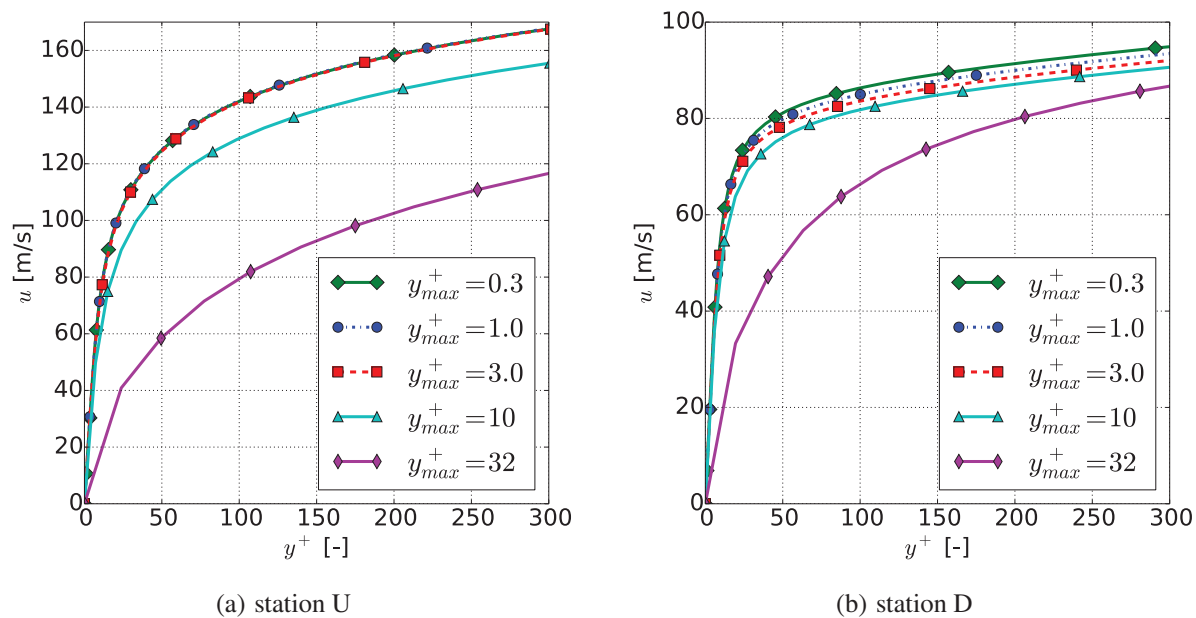 160
140
120
100
80
60
40
20
0
u [m/s]
y⁺max = 0.3
y⁺max = 1.0
y⁺max = 3.0
y⁺max = 10
y⁺max = 32
0 50 100 150 200 250 300
y⁺ [-]
(a) station U
100
80
60
40
20
0
u [m/s]
y⁺max = 0.3
y⁺max = 1.0
y⁺max = 3.0
y⁺max = 10
y⁺max = 32
0 50 100 150 200 250 300
y⁺ [-]
(b) station D